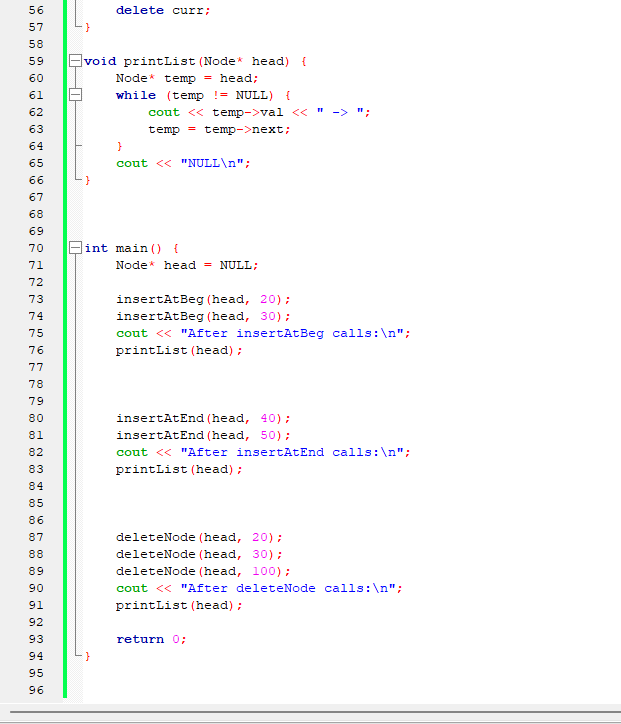 56 delete curr;
57 }
58
59 void printList(Node* head) {
60 Node* temp = head;
61 while (temp != NULL) {
62 cout << temp->val << " -> ";
63 temp = temp->next;
64 }
65 cout << "NULL\n";
66 }
67
68
69
70 int main() {
71 Node* head = NULL;
72
73 insertAtBeg(head, 20);
74 insertAtBeg(head, 30);
75 cout << "After insertAtBeg calls:\n";
76 printList(head);
77
78
79
80 insertAtEnd(head, 40);
81 insertAtEnd(head, 50);
82 cout << "After insertAtEnd calls:\n";
83 printList(head);
84
85
86
87 deleteNode(head, 20);
88 deleteNode(head, 30);
89 deleteNode(head, 100);
90 cout << "After deleteNode calls:\n";
91 printList(head);
92
93 return 0;
94 }
95
96